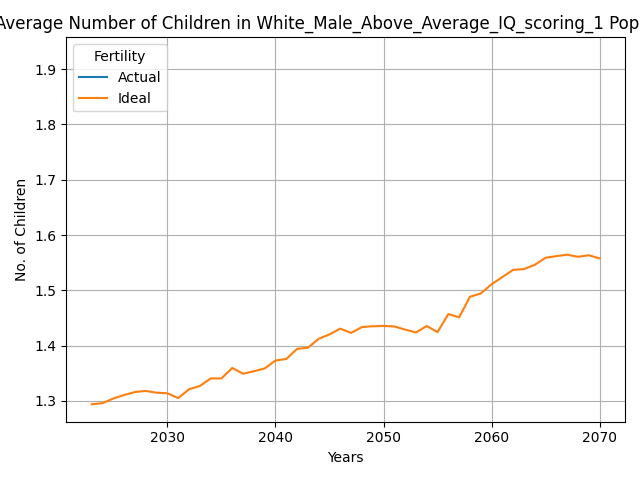 Average Number of Children in White_Male_Above_Average_IQ_scoring_1 Pop
Fertility
Actual
Ideal
1.9
1.8
1.7
1.6
1.5
1.4
1.3
No. of Children
2030
2040
2050
2060
2070
Years